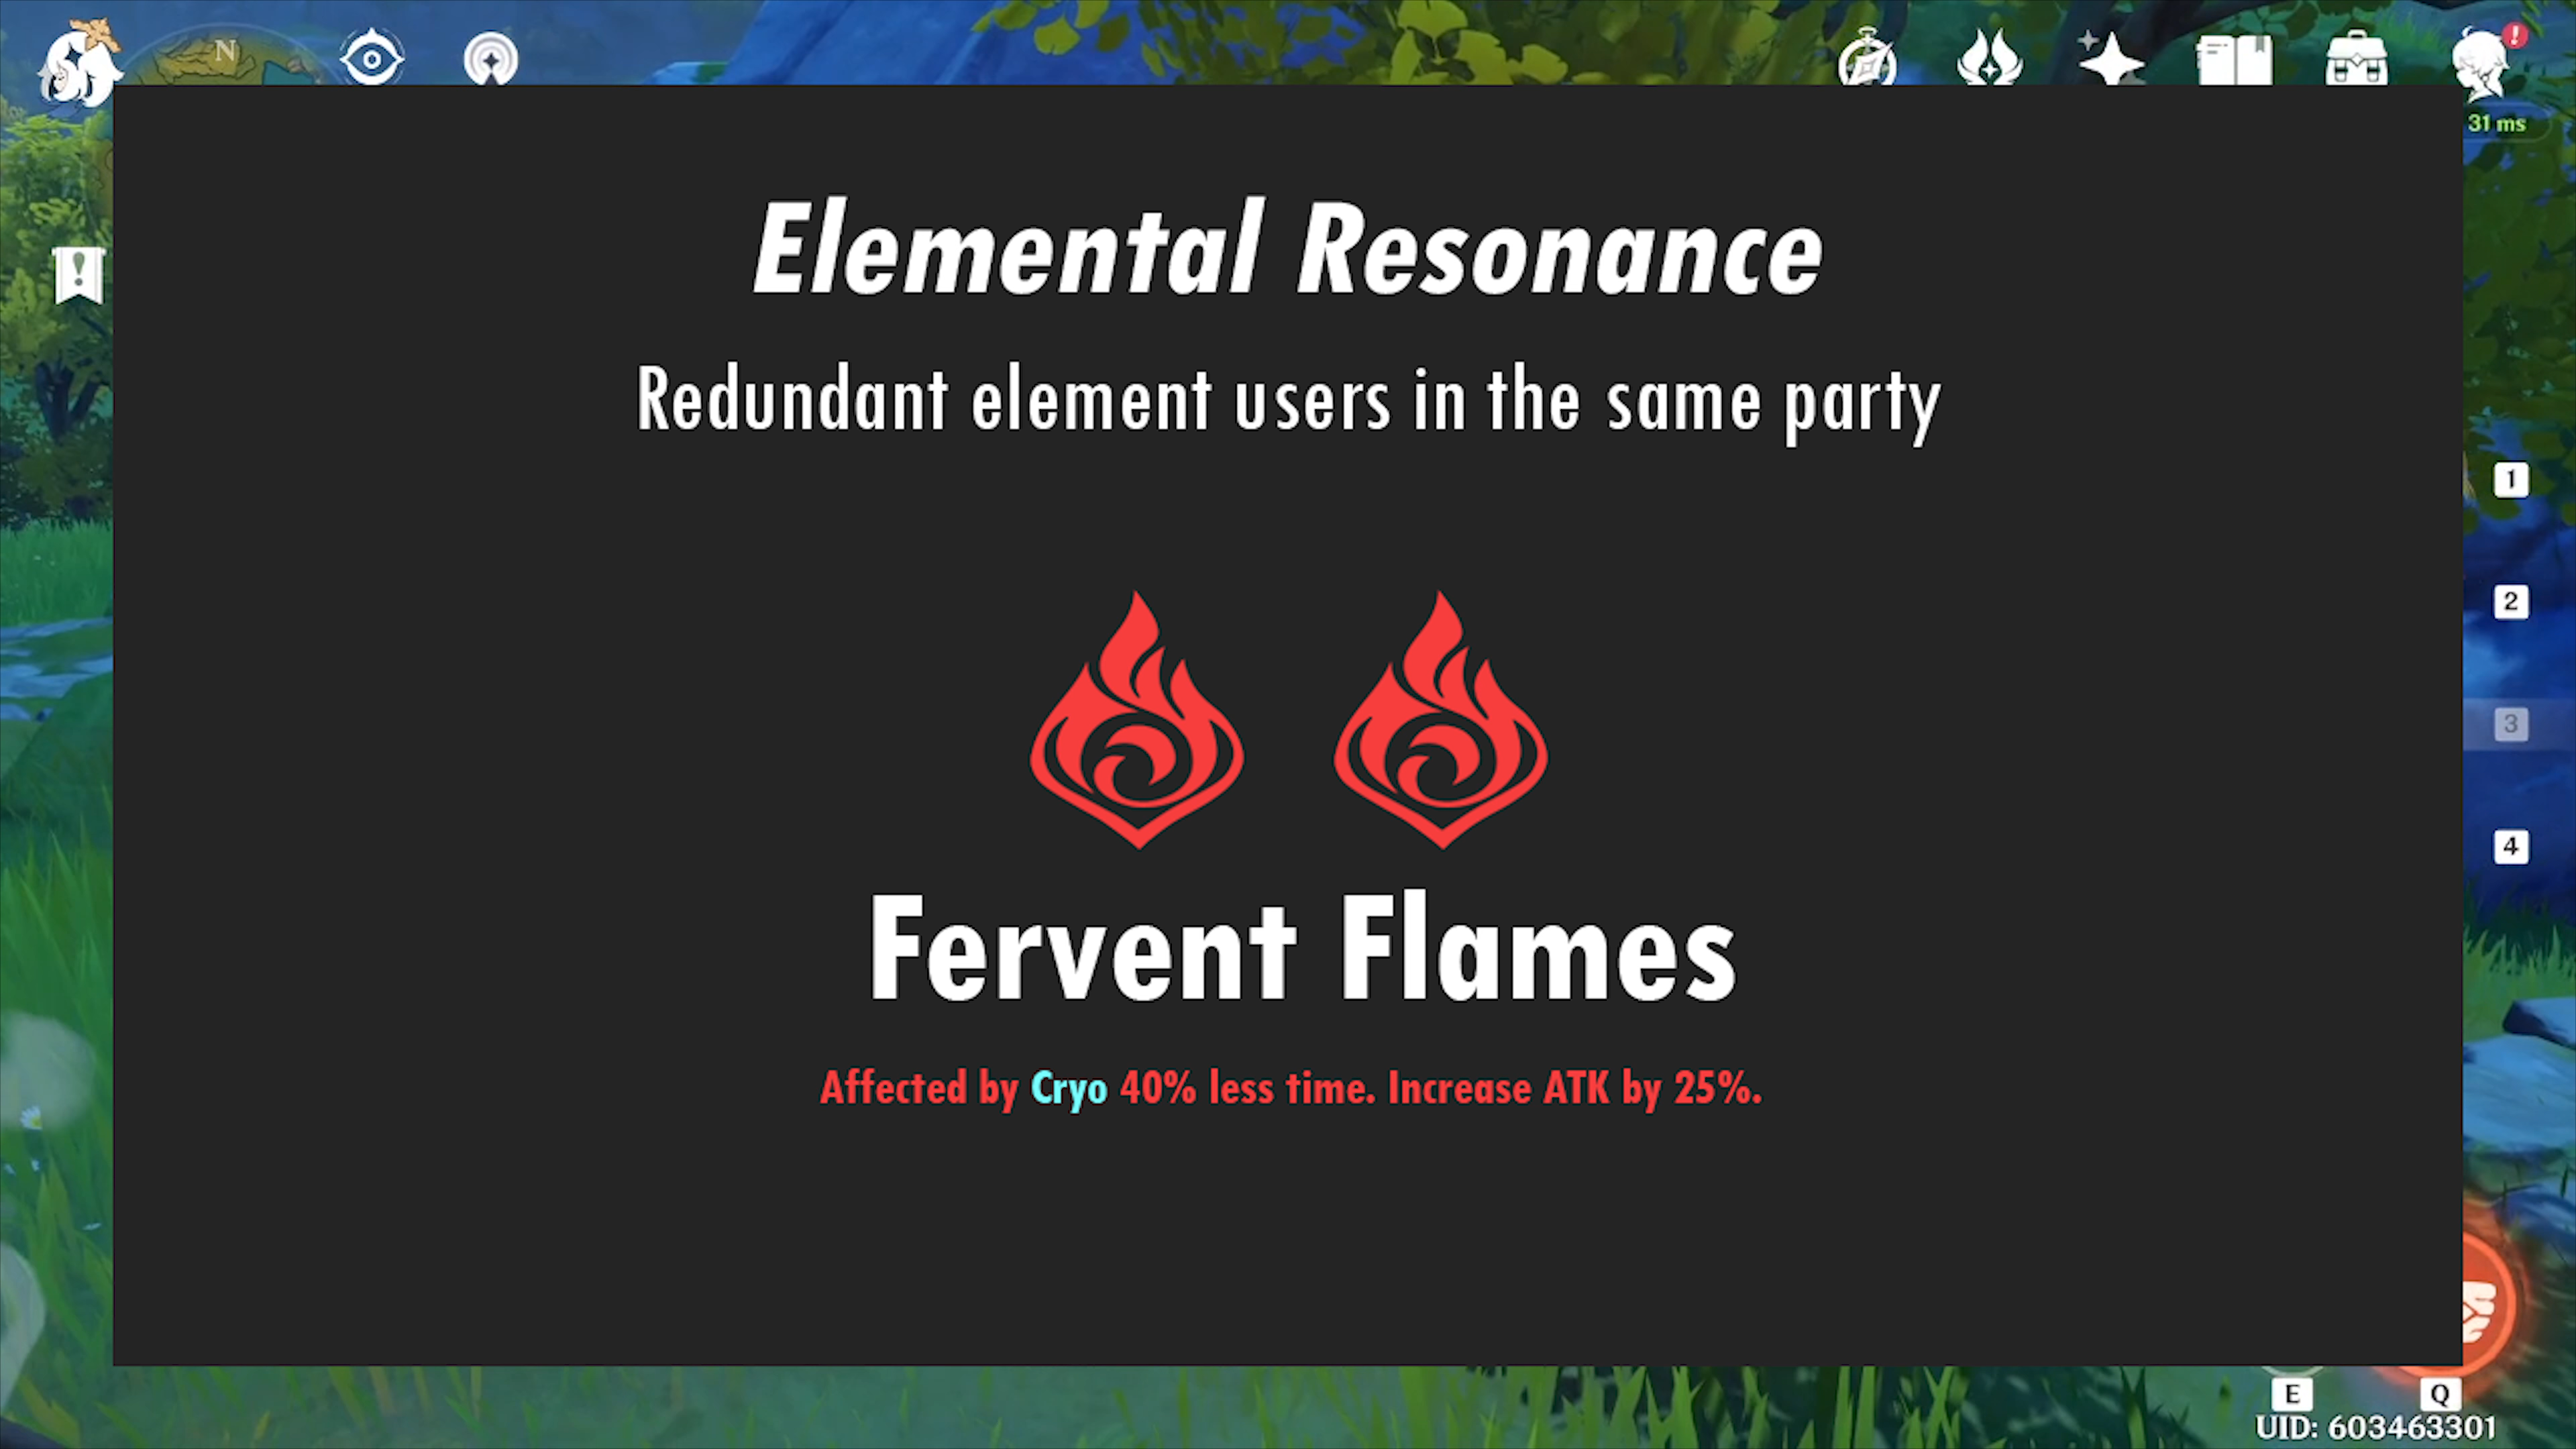 N
31 ms
Elemental Resonance
Redundant element users in the same party
1
2
3
4
Fervent Flames
Affected by Cryo 40% less time. Increase ATK by 25%.
E
Q
UID: 603463301